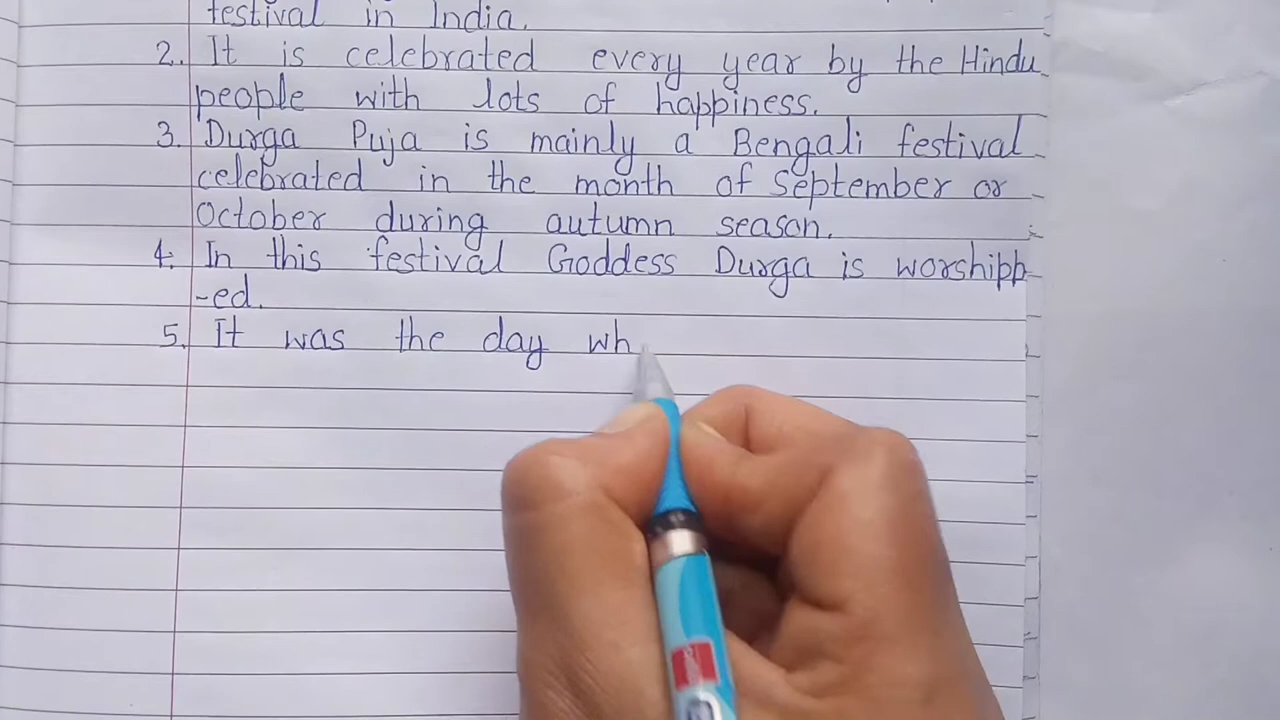 festival in India.
2. It is celebrated every year by the Hindu
people with lots of happiness.
3. Durga Puja is mainly a Bengali festival
celebrated in the month of September or
October during autumn season.
4. In this festival Goddess Durga is worshipp
-ed.
5. It was the day wh